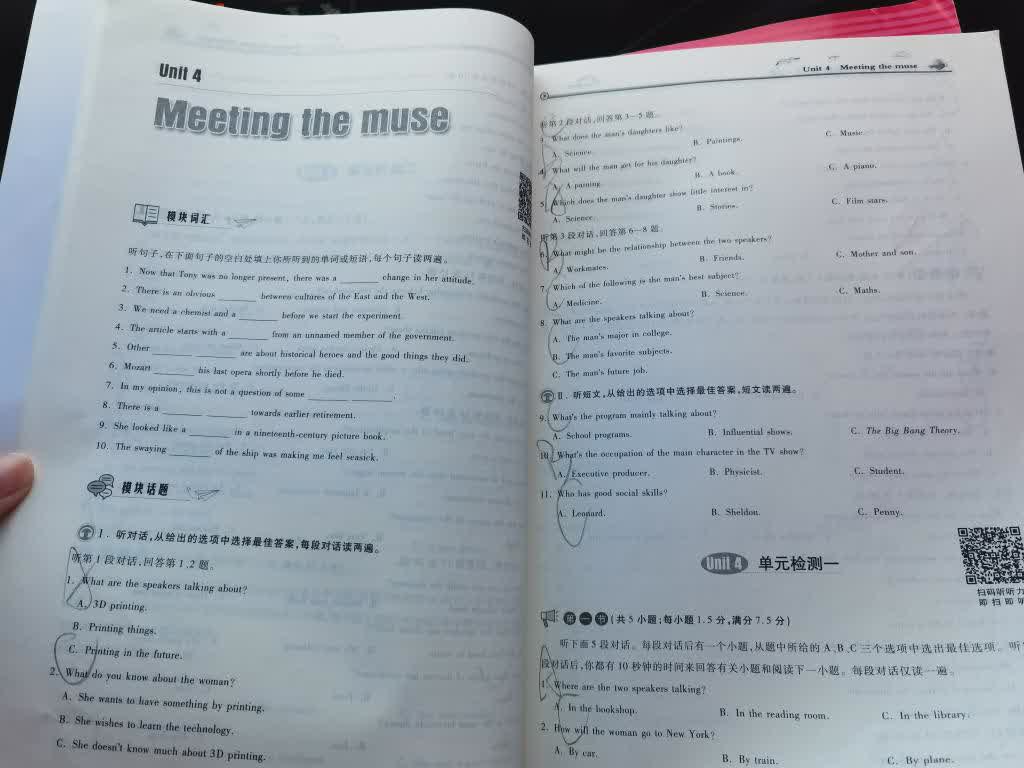 Unit 4
Meeting the muse
模块词汇
听句子,在下面句子的空白处填上你所听到的单词或短语,每个句子读两遍。
1. Now that Tony was no longer present, there was a ________ change in her attitude.
2. There is an obvious ________ between cultures of the East and the West.
3. We need a chemist and a ________ before we start the experiment.
4. The article starts with a ________ from an unnamed member of the government.
5. Other ________ ________ are about historical heroes and the good things they did.
6. Mozart ________ his last opera shortly before he died.
7. In my opinion, this is not a question of some ________ ________.
8. There is a ________ ________ towards earlier retirement.
9. She looked like a ________ in a nineteenth-century picture book.
10. The swaying ________ of the ship was making me feel seasick.
模块话题
Ⅰ. 听对话,从给出的选项中选择最佳答案,每段对话读两遍。
听第1段对话,回答第1、2题。
1. What are the speakers talking about?
A. 3D printing.
B. Printing things.
C. Printing in the future.
2. What do you know about the woman?
A. She wants to have something by printing.
B. She wishes to learn the technology.
C. She doesn't know much about 3D printing.
Unit 4 Meeting the muse
听第2段对话,回答第3—5题。
3. What does the man's daughters like?
A. Science. B. Paintings. C. Music.
4. What will the man get for his daughter?
A. A painting. B. A book. C. A piano.
5. Which does the man's daughter show little interest in?
A. Science. B. Stories. C. Film stars.
听第3段对话,回答第6—8题。
6. What might be the relationship between the two speakers?
A. Workmates. B. Friends. C. Mother and son.
7. Which of the following is the man's best subject?
A. Medicine. B. Science. C. Maths.
8. What are the speakers talking about?
A. The man's major in college.
B. The man's favorite subjects.
C. The man's future job.
Ⅱ. 听短文,从给出的选项中选择最佳答案,短文读两遍。
9. What's the program mainly talking about?
A. School programs. B. Influential shows. C. The Big Bang Theory.
10. What's the occupation of the main character in the TV show?
A. Executive producer. B. Physicist. C. Student.
11. Who has good social skills?
A. Leonard. B. Sheldon. C. Penny.
Unit 4 单元检测一
扫码听听力
即扫即听
第一节(共5小题;每小题1.5分,满分7.5分)
听下面5段对话。每段对话后有一个小题,从题中所给的A、B、C三个选项中选出最佳选项。听
段对话后,你都有10秒钟的时间来回答有关小题和阅读下一小题。每段对话仅读一遍。
1. Where are the two speakers talking?
A. In the bookshop. B. In the reading room. C. In the library.
2. How will the woman go to New York?
A. By car. B. By train. C. By plane.